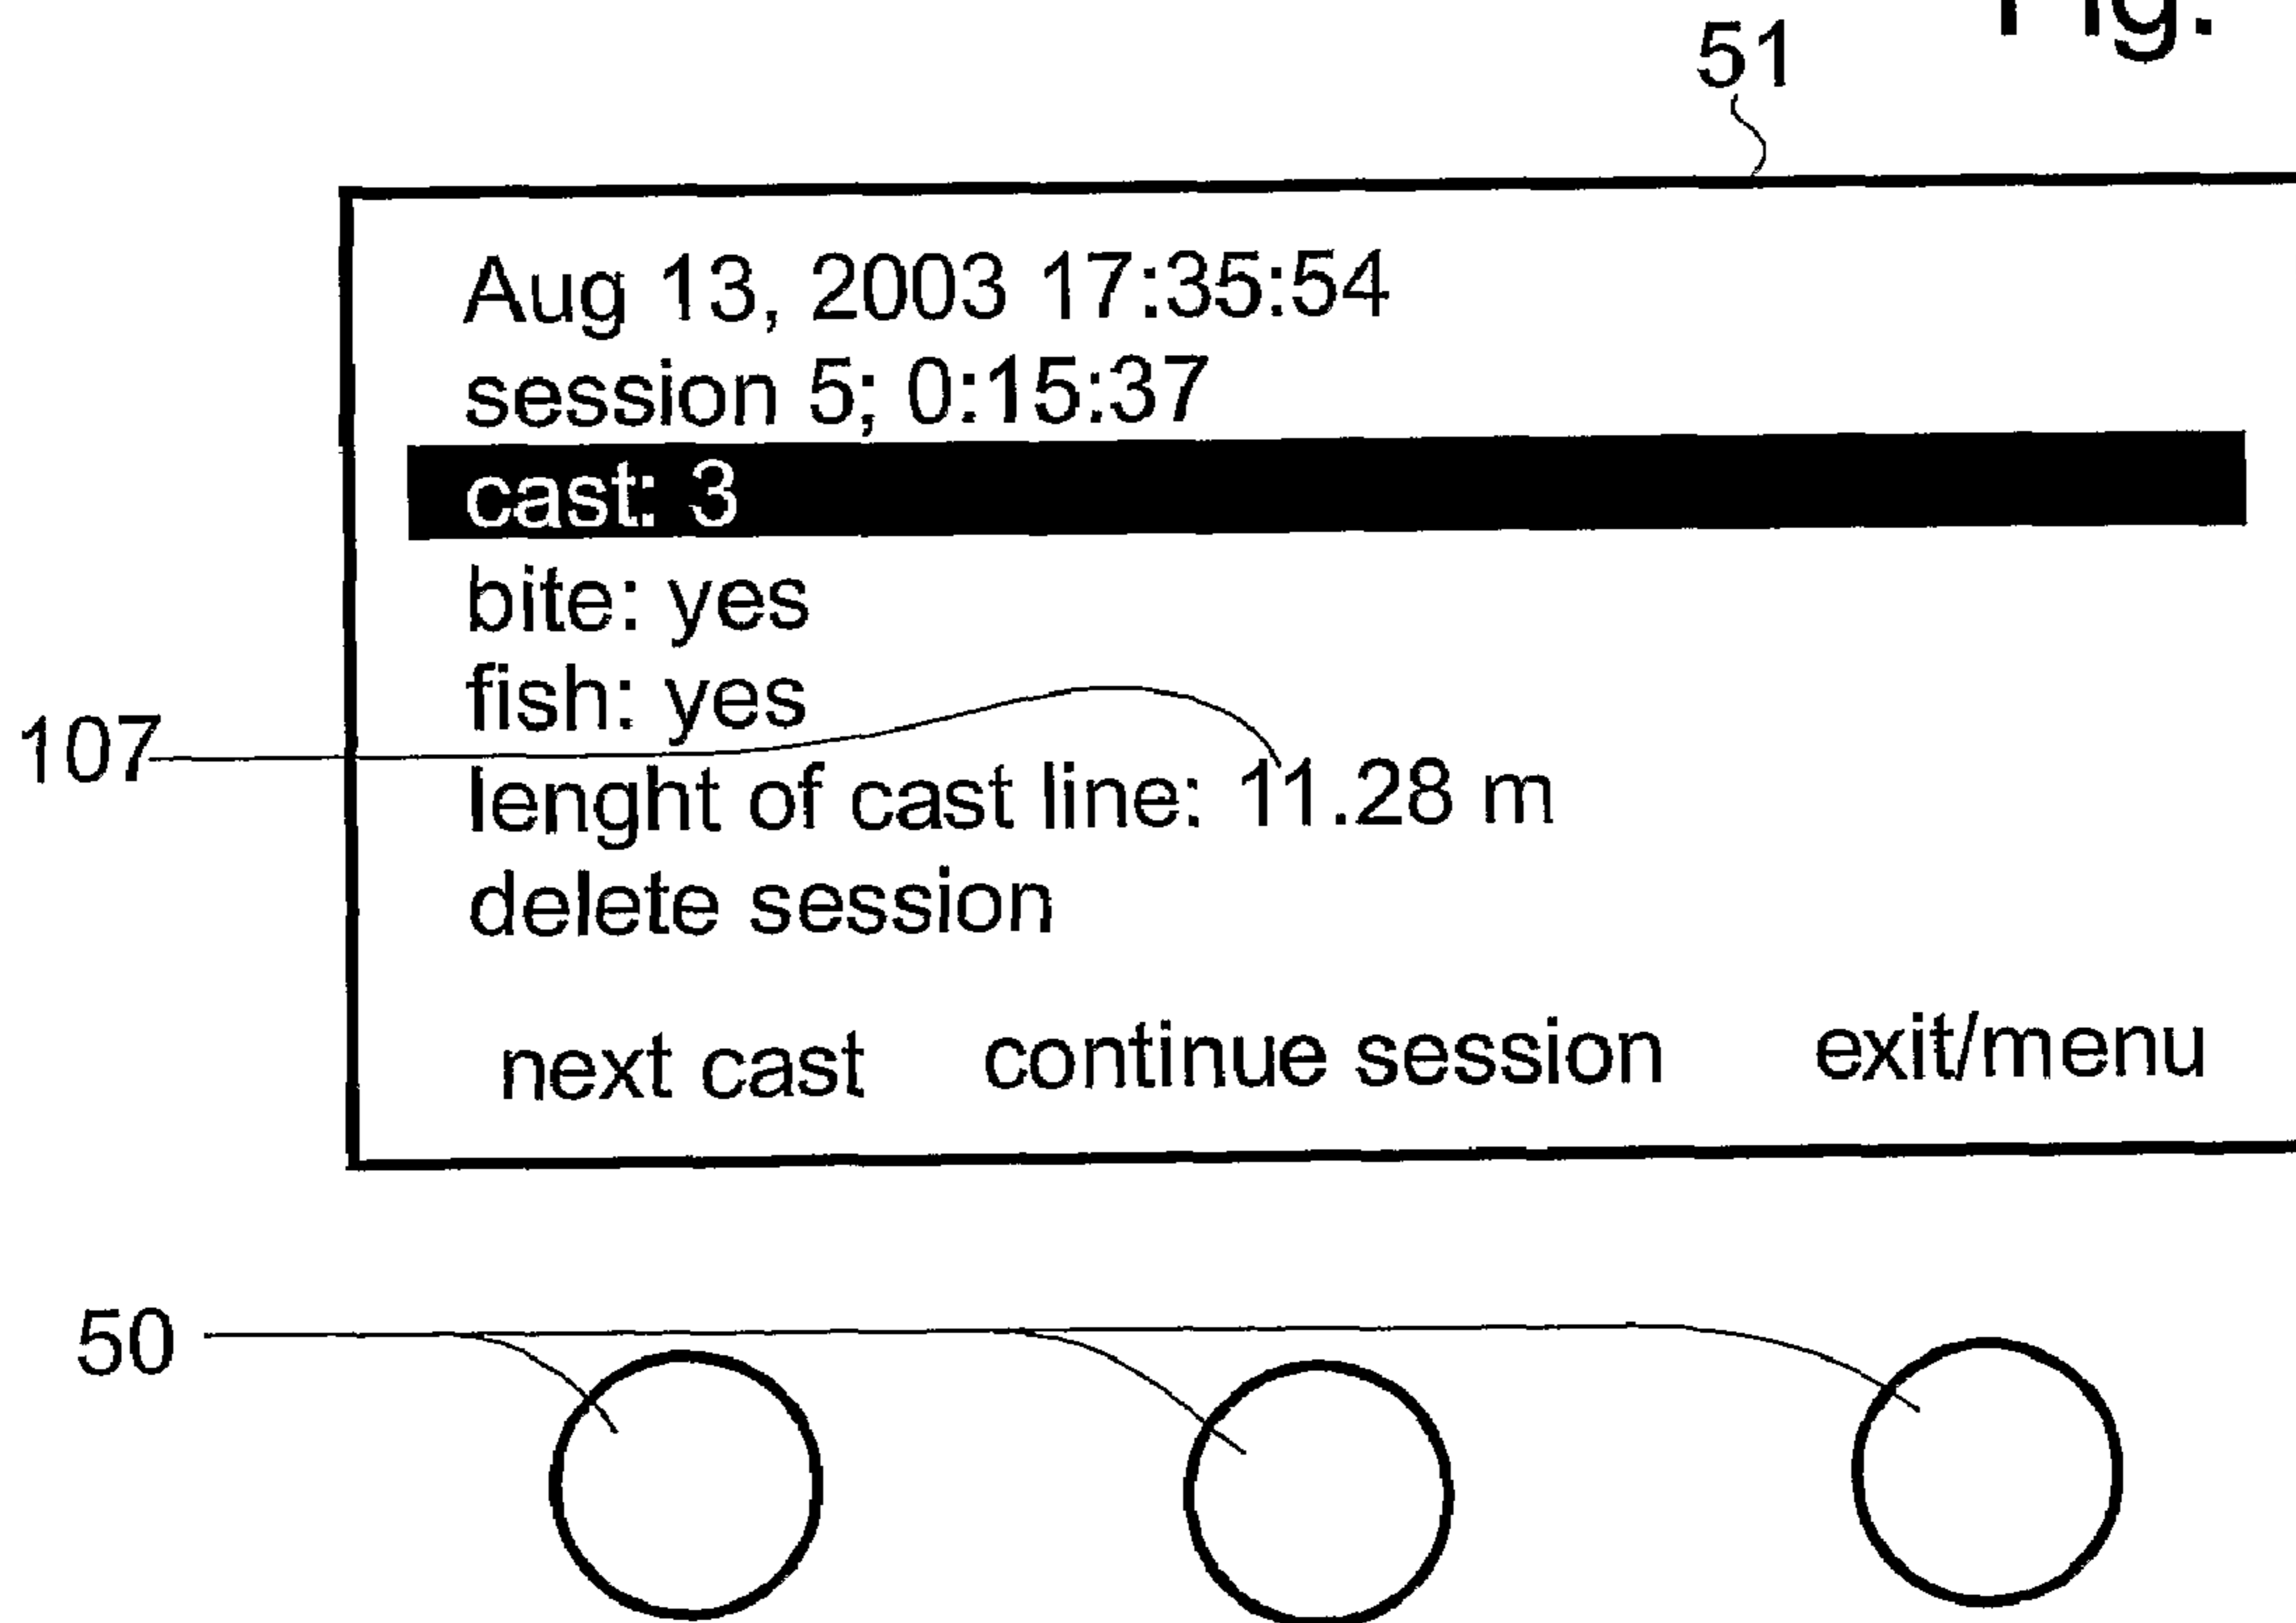 Fig.
51
Aug 13, 2003 17:35:54
session 5; 0:15:37
cast: 3
bite: yes
fish: yes
107
lenght of cast line: 11.28 m
delete session
next cast continue session exit/menu
50